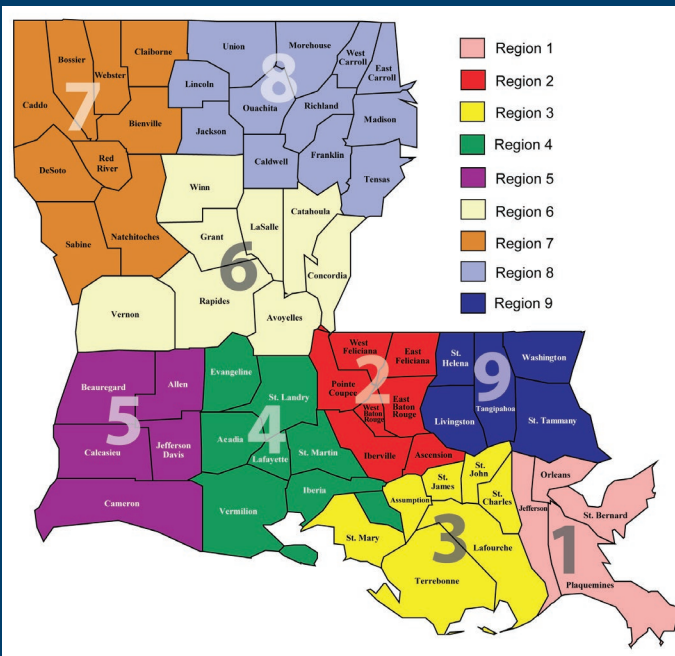 Union
Morehouse
West
Carroll
East
Carroll
Bossier
Claiborne
Webster
Lincoln
8
7
Caddo
Ouachita
Richland
Madison
Bienville
Jackson
Caldwell
Franklin
Tensas
DeSoto
Red
River
Winn
Catahoula
LaSalle
Grant
Natchitoches
Sabine
6
Concordia
Rapides
Vernon
Avoyelles
West
Feliciana
East
Feliciana
St.
Helena
Washington
9
2
Tangipahoa
Evangeline
Allen
Beauregard
St. Landry
Pointe
Coupee
West
Baton
Rouge
East
Baton
Rouge
Livingston
St. Tammany
5
4
Acadia
Lafayette
St. Martin
Calcasieu
Jefferson
Davis
Iberville
Ascension
St.
John
St.
James
Orleans
Cameron
Vermilion
Iberia
Assumption
St.
Charles
Jefferson
St. Bernard
St. Mary
3
Lafourche
1
Terrebonne
Plaquemines
Region 1
Region 2
Region 3
Region 4
Region 5
Region 6
Region 7
Region 8
Region 9